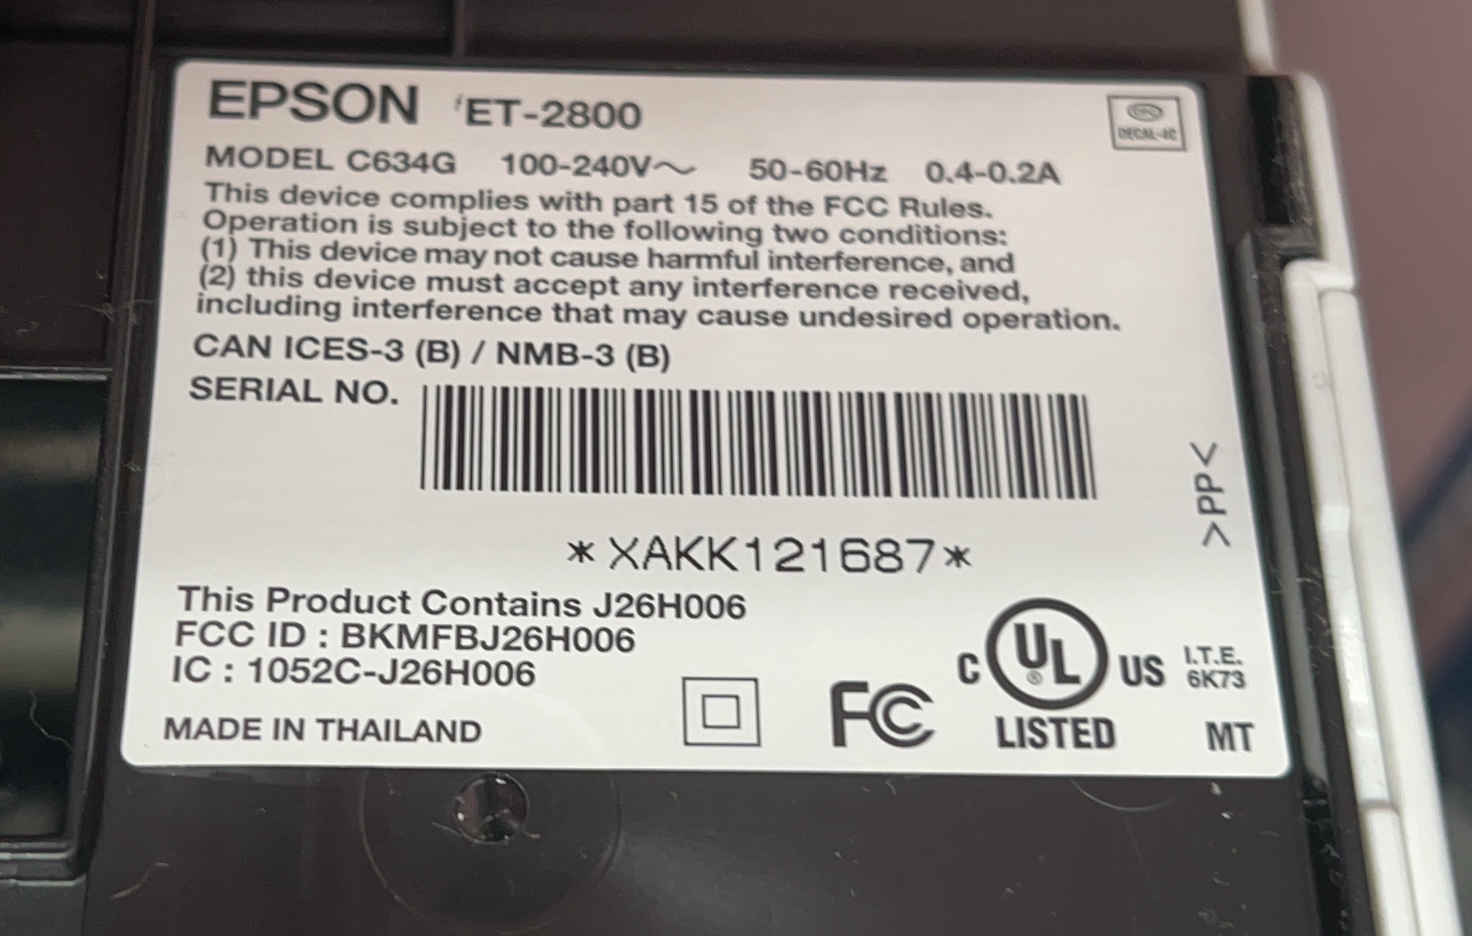 EPSON ET-2800
DECAL-4C
MODEL C634G 100-240V~ 50-60Hz 0.4-0.2A
This device complies with part 15 of the FCC Rules.
Operation is subject to the following two conditions:
(1) This device may not cause harmful interference, and
(2) this device must accept any interference received,
including interference that may cause undesired operation.
CAN ICES-3 (B) / NMB-3 (B)
SERIAL NO.
*XAKK121687*
>PP<
This Product Contains J26H006
FCC ID : BKMFBJ26H006
IC : 1052C-J26H006
MADE IN THAILAND
FC
C UL ® US
LISTED
I.T.E.
6K73
MT